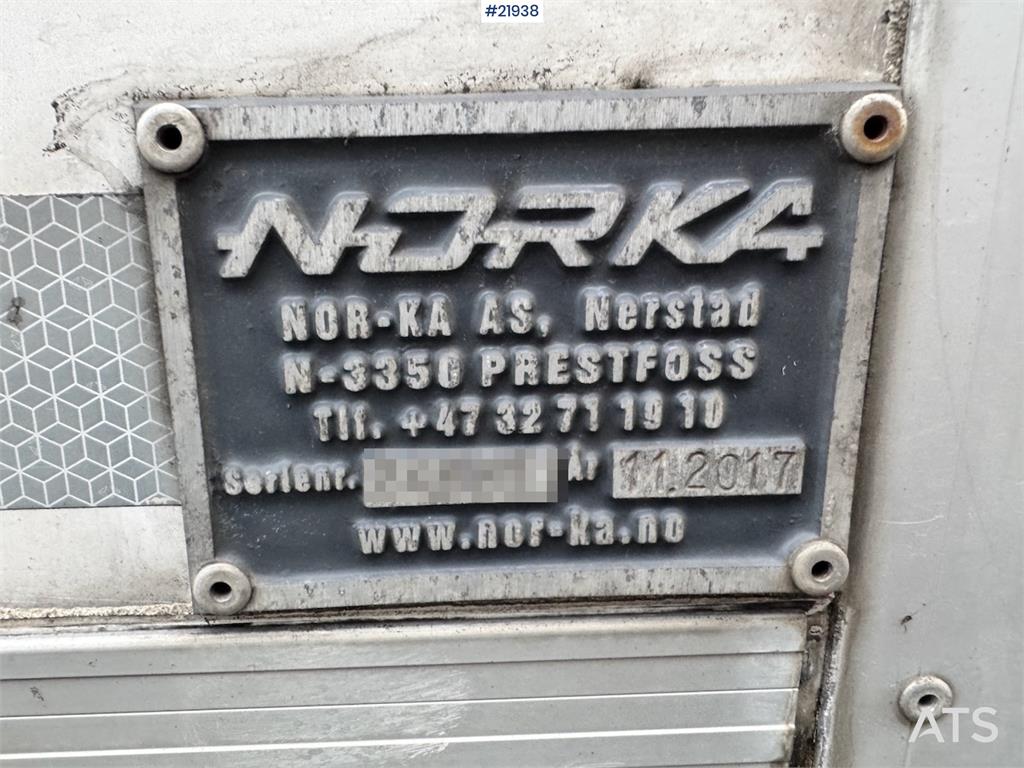 #21938
NORKA
NOR-KA AS, Nerstad
N-3350 PRESTFOSS
Tlf. +47 32 71 19 10
Serienr. År 11.2017
www.nor-ka.no
ATS